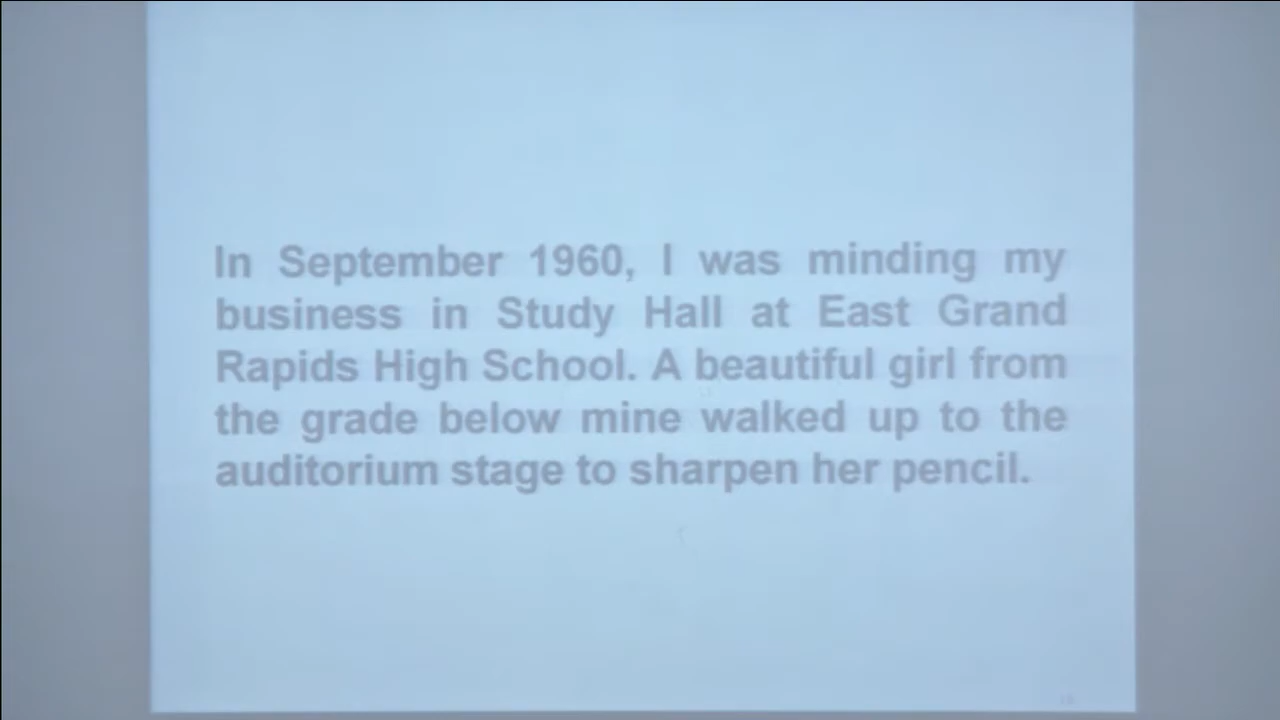 In September 1960, I was minding my
business in Study Hall at East Grand
Rapids High School. A beautiful girl from
the grade below mine walked up to the
auditorium stage to sharpen her pencil.